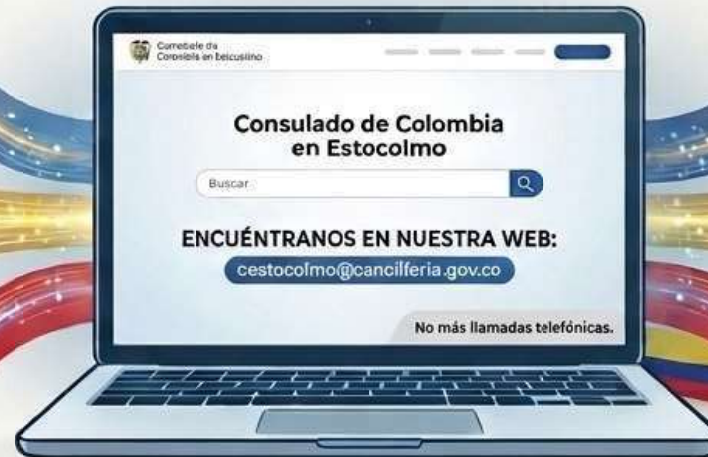 Consulado de Colombia
en Estocolmo
Buscar
ENCUÉNTRANOS EN NUESTRA WEB:
cestocolmo@cancilferia.gov.co
No más llamadas telefónicas.